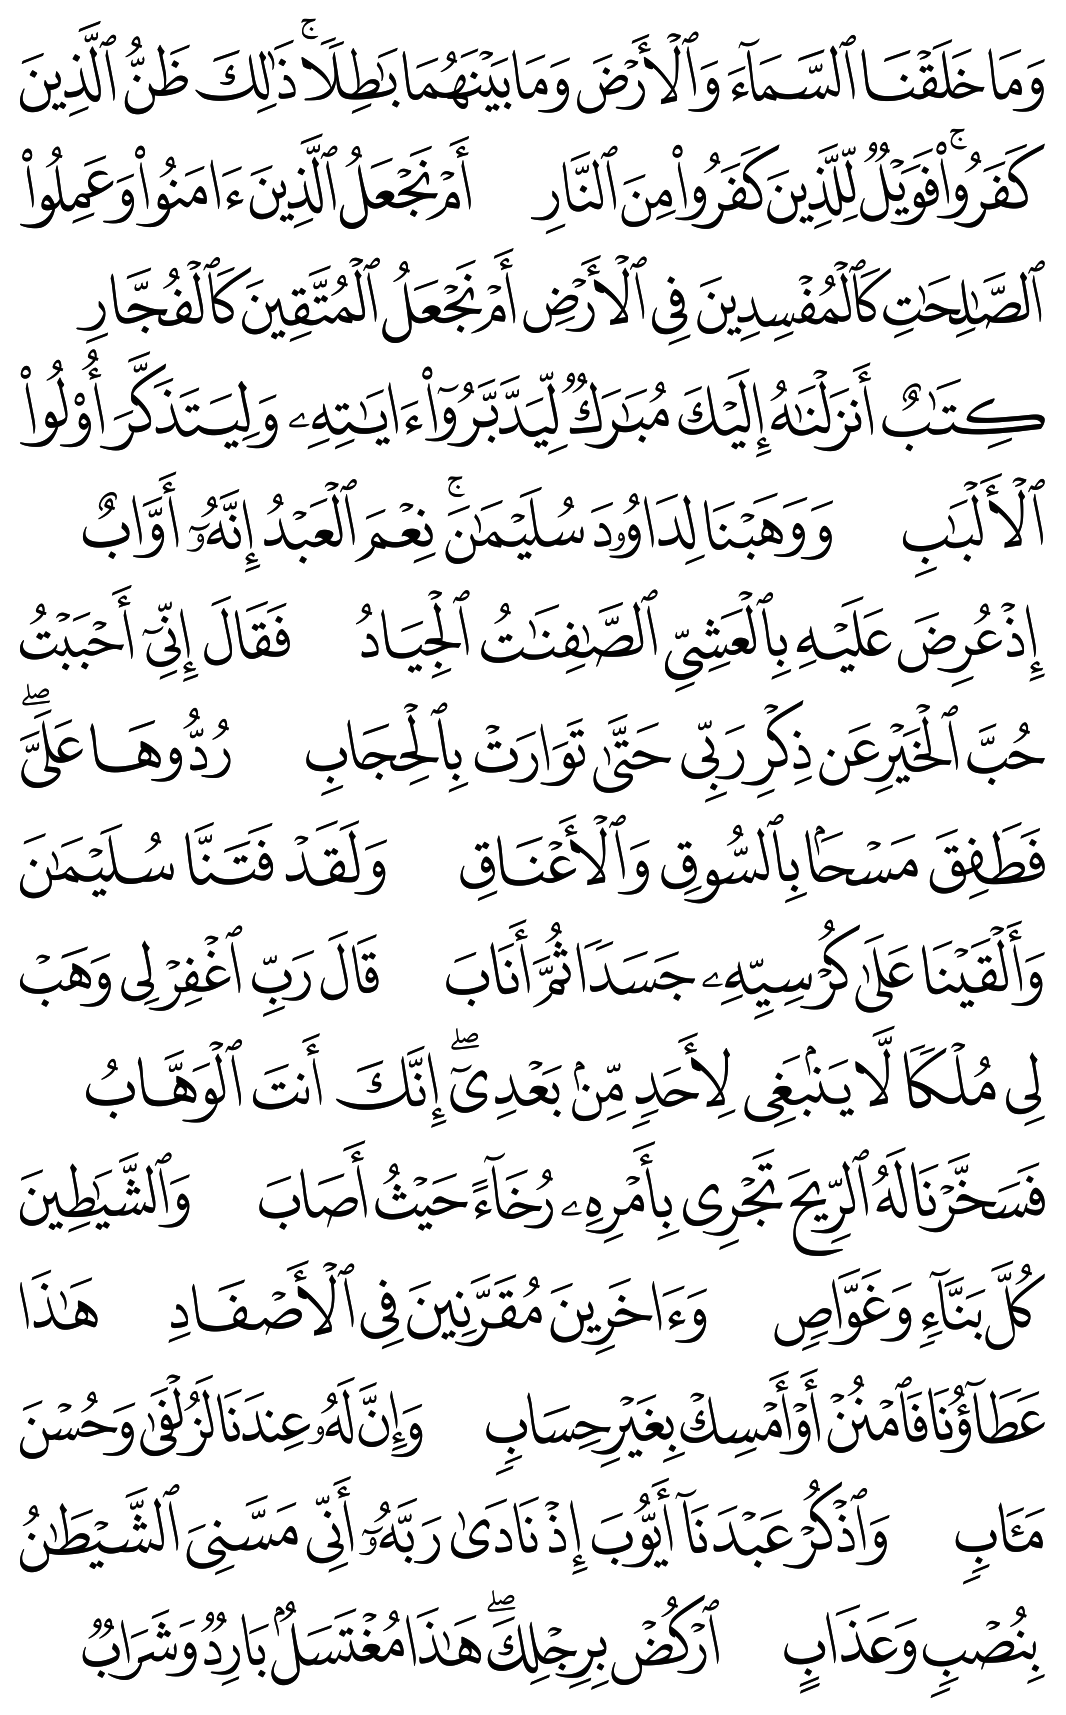 وَمَا خَلَقْنَا ٱلسَّمَآءَ وَٱلْأَرْضَ وَمَا بَيْنَهُمَا بَٰطِلًا ۚ ذَٰلِكَ ظَنُّ ٱلَّذِينَ
كَفَرُوا۟ ۚ فَوَيْلٌ لِّلَّذِينَ كَفَرُوا۟ مِنَ ٱلنَّارِ أَمْ نَجْعَلُ ٱلَّذِينَ ءَامَنُوا۟ وَعَمِلُوا۟
ٱلصَّٰلِحَٰتِ كَٱلْمُفْسِدِينَ فِى ٱلْأَرْضِ أَمْ نَجْعَلُ ٱلْمُتَّقِينَ كَٱلْفُجَّارِ
كِتَٰبٌ أَنزَلْنَٰهُ إِلَيْكَ مُبَٰرَكٌ لِّيَدَّبَّرُوٓا۟ ءَايَٰتِهِۦ وَلِيَتَذَكَّرَ أُو۟لُوا۟
ٱلْأَلْبَٰبِ وَوَهَبْنَا لِدَاوُۥدَ سُلَيْمَٰنَ ۚ نِعْمَ ٱلْعَبْدُ إِنَّهُۥٓ أَوَّابٌ
إِذْ عُرِضَ عَلَيْهِ بِٱلْعَشِىِّ ٱلصَّٰفِنَٰتُ ٱلْجِيَادُ فَقَالَ إِنِّىٓ أَحْبَبْتُ
حُبَّ ٱلْخَيْرِ عَن ذِكْرِ رَبِّى حَتَّىٰ تَوَارَتْ بِٱلْحِجَابِ رُدُّوهَا عَلَىَّ ۖ
فَطَفِقَ مَسْحًۢا بِٱلسُّوقِ وَٱلْأَعْنَاقِ وَلَقَدْ فَتَنَّا سُلَيْمَٰنَ
وَأَلْقَيْنَا عَلَىٰ كُرْسِيِّهِۦ جَسَدًا ثُمَّ أَنَابَ قَالَ رَبِّ ٱغْفِرْ لِى وَهَبْ
لِى مُلْكًا لَّا يَنۢبَغِى لِأَحَدٍ مِّنۢ بَعْدِىٓ ۖ إِنَّكَ أَنتَ ٱلْوَهَّابُ
فَسَخَّرْنَا لَهُ ٱلرِّيحَ تَجْرِى بِأَمْرِهِۦ رُخَآءً حَيْثُ أَصَابَ وَٱلشَّيَٰطِينَ
كُلَّ بَنَّآءٍ وَغَوَّاصٍ وَءَاخَرِينَ مُقَرَّنِينَ فِى ٱلْأَصْفَادِ هَٰذَا
عَطَآؤُنَا فَٱمْنُنْ أَوْ أَمْسِكْ بِغَيْرِ حِسَابٍ وَإِنَّ لَهُۥ عِندَنَا لَزُلْفَىٰ وَحُسْنَ
مَـَٔابٍ وَٱذْكُرْ عَبْدَنَآ أَيُّوبَ إِذْ نَادَىٰ رَبَّهُۥٓ أَنِّى مَسَّنِىَ ٱلشَّيْطَٰنُ
بِنُصْبٍ وَعَذَابٍ ٱرْكُضْ بِرِجْلِكَ ۖ هَٰذَا مُغْتَسَلٌۢ بَارِدٌ وَشَرَابٌ